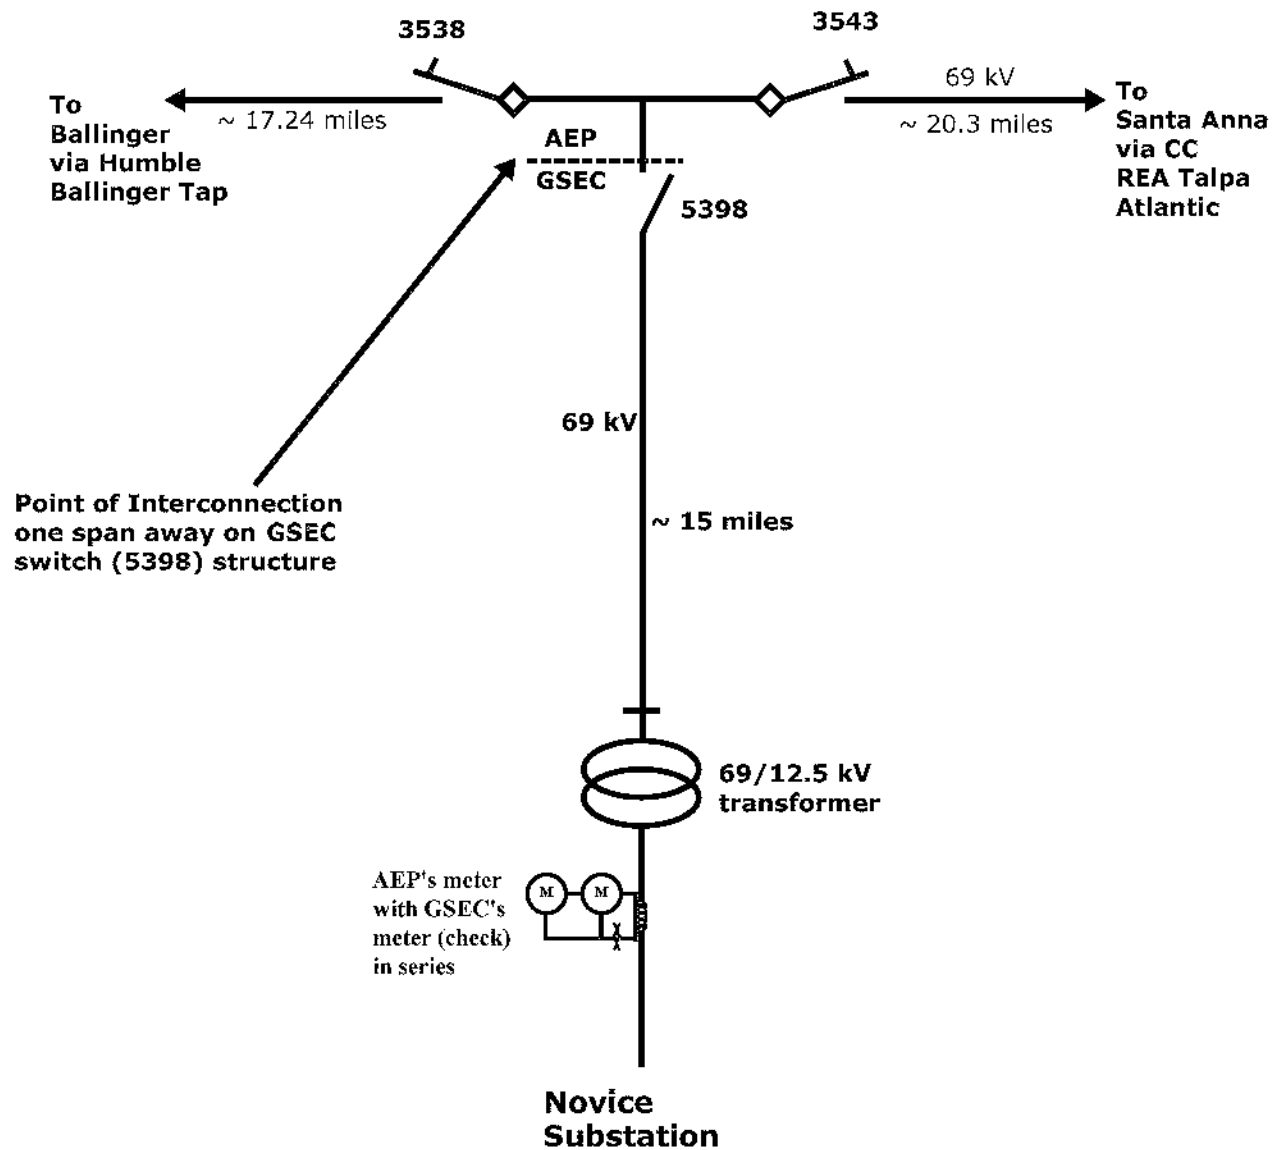 3538
3543
To
Ballinger
via Humble
Ballinger Tap
~ 17.24 miles
69 kV
~ 20.3 miles
To
Santa Anna
via CC
REA Talpa
Atlantic
AEP
GSEC
5398
69 kV
Point of Interconnection
one span away on GSEC
switch (5398) structure
~ 15 miles
69/12.5 kV
transformer
AEP's meter
with GSEC's
meter (check)
in series
M
M
Novice
Substation